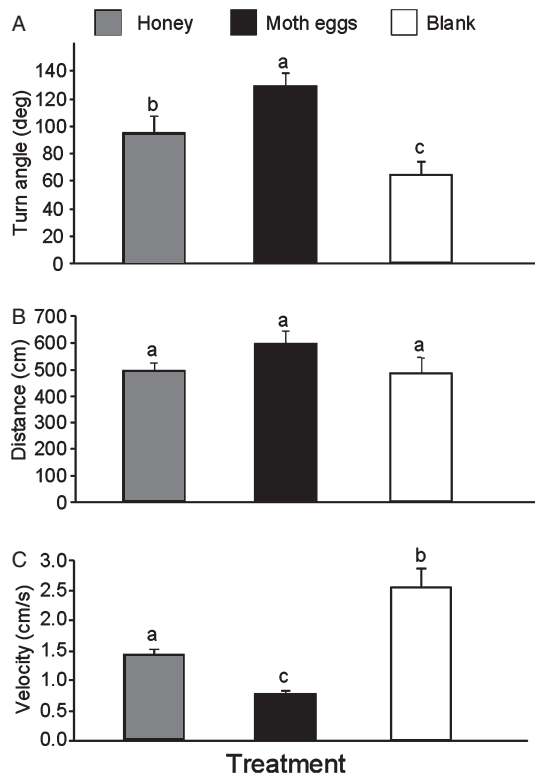 A Honey Moth eggs Blank
Turn angle (deg)
140
120
100
80
60
40
20
0
b
a
c
B
Distance (cm)
700
600
500
400
300
200
100
0
a
a
a
C
Velocity (cm/s)
3.0
2.5
2.0
1.5
1.0
0.5
0.0
a
c
b
Treatment